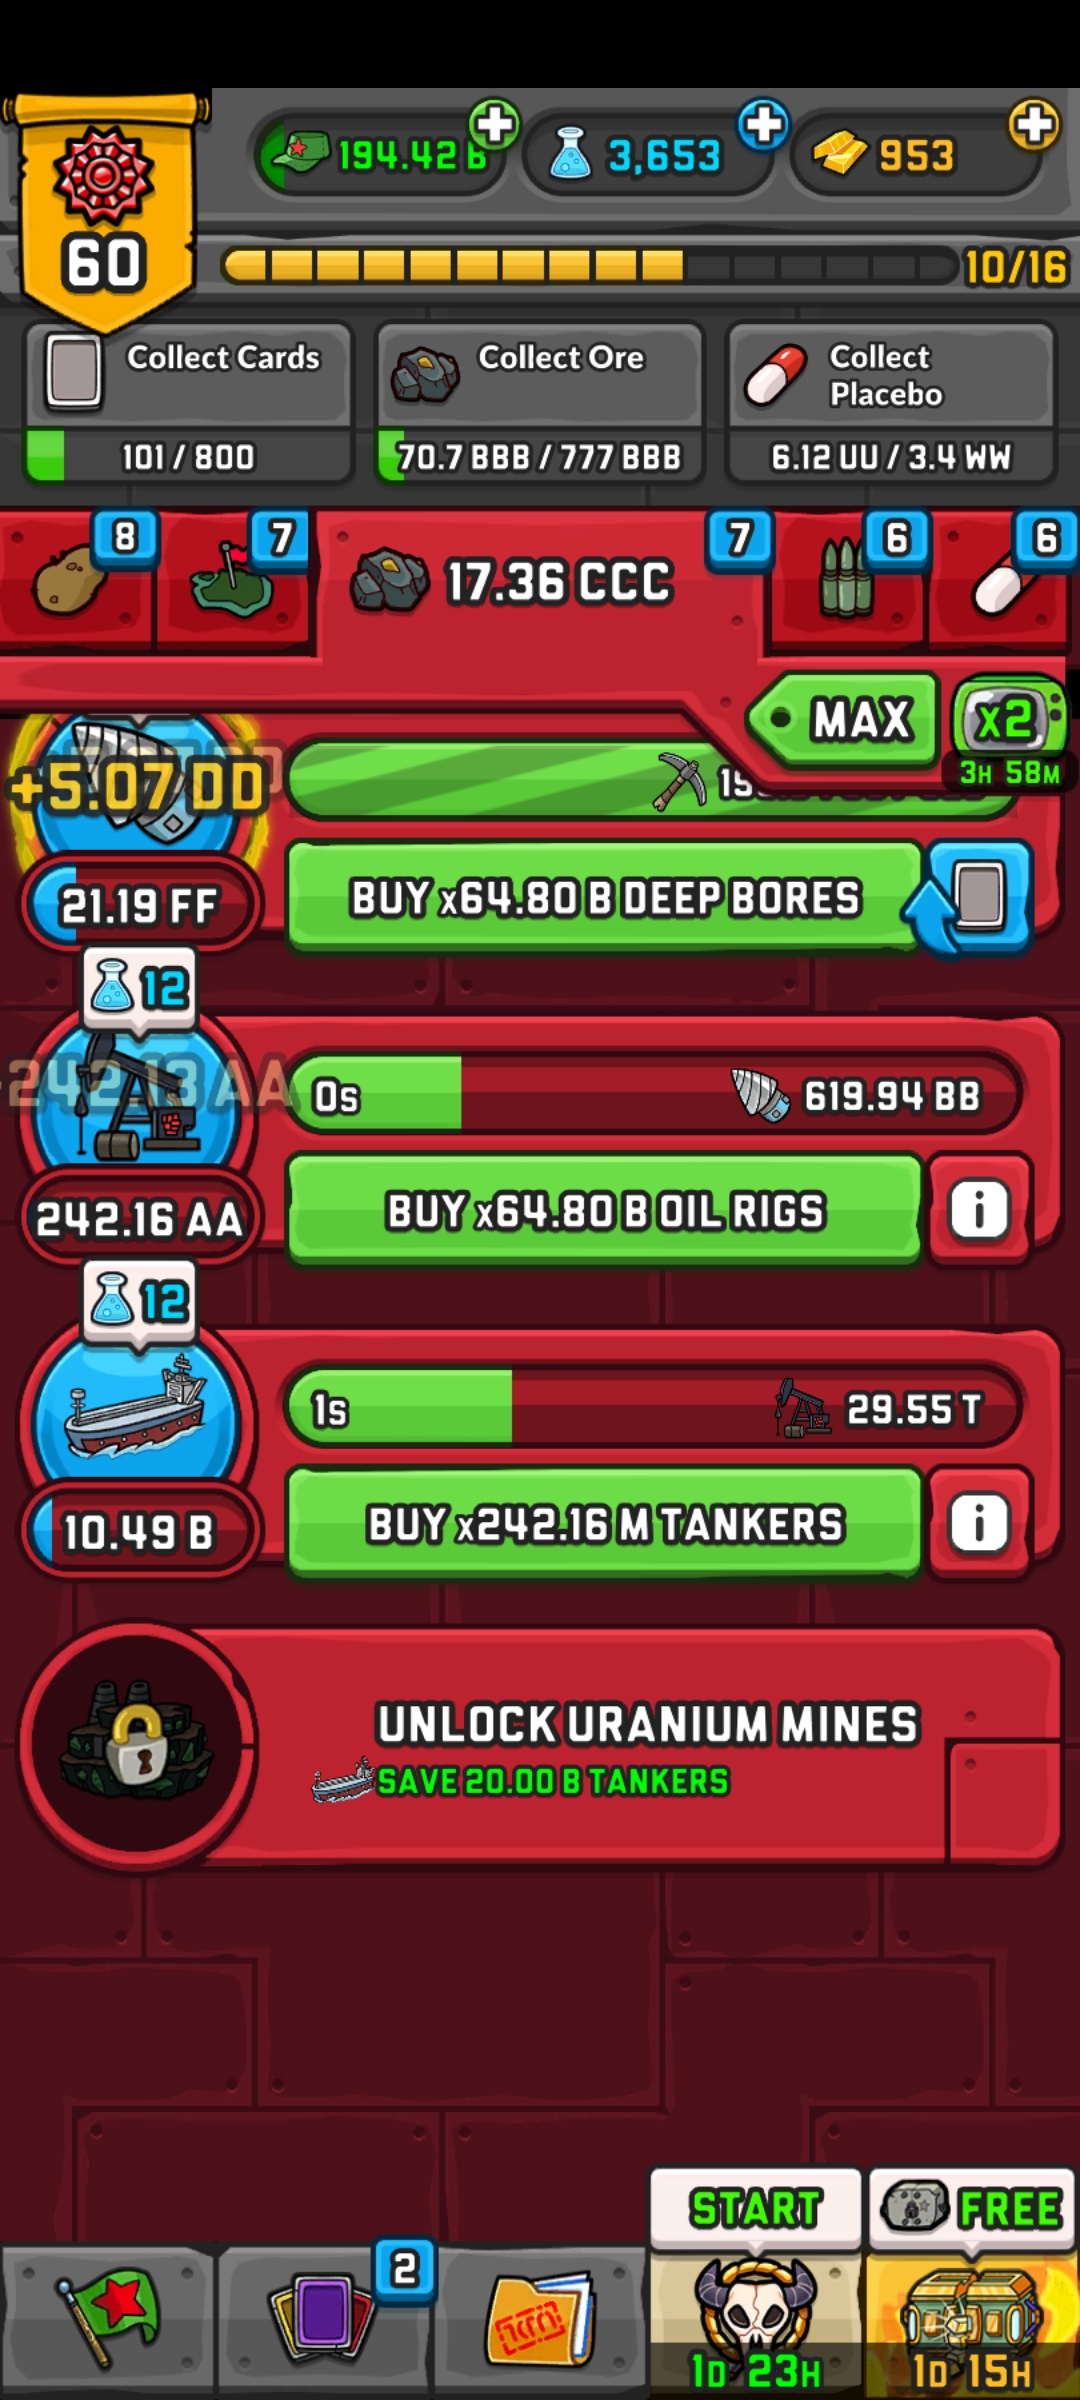 60
194.42 B
3,653
953
10/16
Collect Cards
101 / 800
Collect Ore
70.7 BBB / 777 BBB
Collect
Placebo
6.12 UU / 3.4 WW
8
7
17.36 CCC
7
6
6
MAX
x2
3H 58M
+5.07 DD
21.19 FF
BUY x64.80 B DEEP BORES
12
242.13 AA
0s
619.94 BB
242.16 AA
BUY x64.80 B OIL RIGS
i
12
1s
29.55 T
10.49 B
BUY x242.16 M TANKERS
i
UNLOCK URANIUM MINES
SAVE 20.00 B TANKERS
START
FREE
2
1D 23H
1D 15H